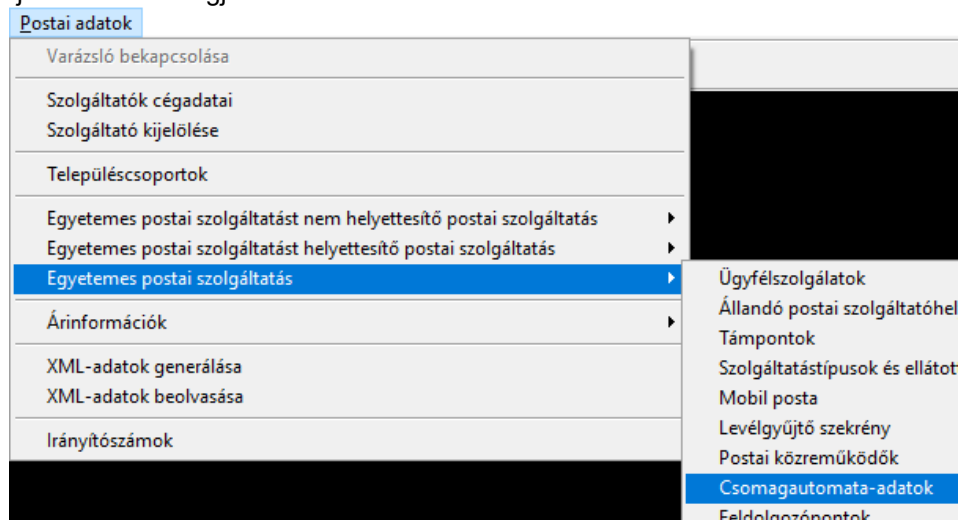 Postai adatok
Varázsló bekapcsolása
Szolgáltatók cégadatai
Szolgáltató kijelölése
Településcsoportok
Egyetemes postai szolgáltatást nem helyettesítő postai szolgáltatás
Egyetemes postai szolgáltatást helyettesítő postai szolgáltatás
Egyetemes postai szolgáltatás
Árinformációk
XML-adatok generálása
XML-adatok beolvasása
Irányítószámok
Ügyfélszolgálatok
Állandó postai szolgáltatóhel
Támpontok
Szolgáltatástípusok és ellátot
Mobil posta
Levélgyűjtő szekrény
Postai közreműködők
Csomagautomata-adatok
Feldolgozópontok